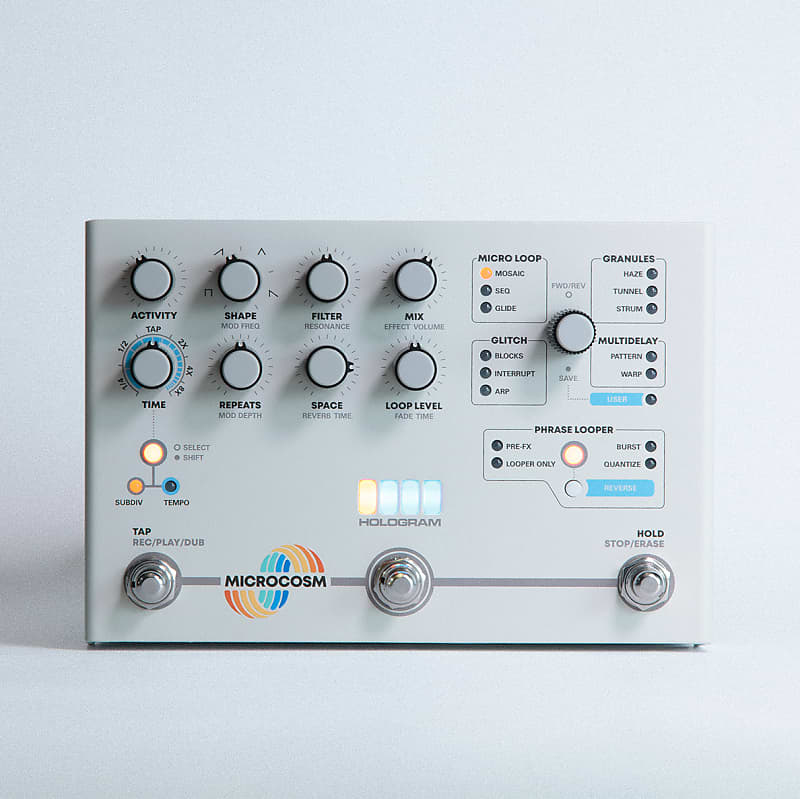 ACTIVITY
SHAPE
MOD FREQ
FILTER
RESONANCE
MIX
EFFECT VOLUME
TAP
1/2
2X
1/4
4X
8X
TIME
REPEATS
MOD DEPTH
SPACE
REVERB TIME
LOOP LEVEL
FADE TIME
SELECT
SHIFT
SUBDIV
TEMPO
MICRO LOOP
MOSAIC
SEQ
GLIDE
GRANULES
HAZE
TUNNEL
STRUM
FWD/REV
GLITCH
BLOCKS
INTERRUPT
ARP
MULTIDELAY
PATTERN
WARP
SAVE
USER
PHRASE LOOPER
PRE-FX
LOOPER ONLY
BURST
QUANTIZE
REVERSE
HOLOGRAM
TAP
REC/PLAY/DUB
MICROCOSM
HOLD
STOP/ERASE